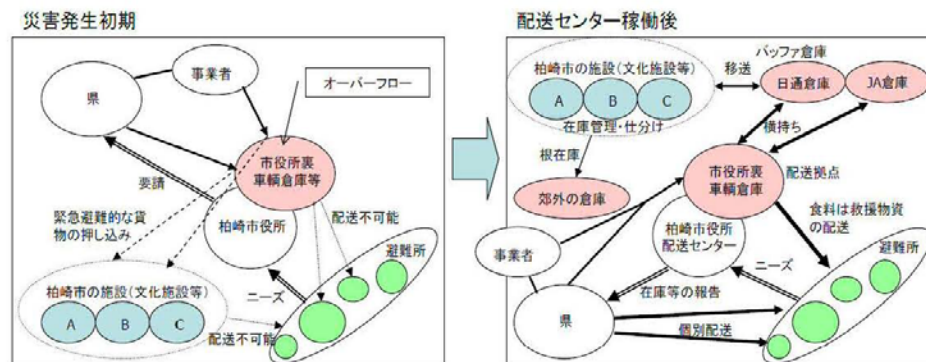 災害発生初期
県
事業者
オーバーフロー
市役所裏
車輌倉庫等
要請
緊急避難的な貨
物の押し込み
柏崎市役所
配送不可能
避難所
ニーズ
柏崎市の施設(文化施設等)
A
B
C
配送不可能
配送センター稼働後
バッファ倉庫
柏崎市の施設(文化施設等)
移送
日通倉庫
JA倉庫
A
B
C
在庫管理・仕分け
横持ち
根在庫
市役所裏
車輌倉庫
配送拠点
郊外の倉庫
柏崎市役所
配送センター
食料は救援物資
の配送
事業者
避難所
ニーズ
在庫等の報告
県
個別配送